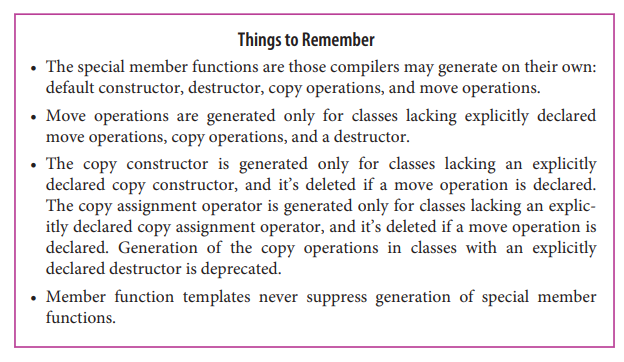 Things to Remember
• The special member functions are those compilers may generate on their own:
default constructor, destructor, copy operations, and move operations.
• Move operations are generated only for classes lacking explicitly declared
move operations, copy operations, and a destructor.
• The copy constructor is generated only for classes lacking an explicitly
declared copy constructor, and it’s deleted if a move operation is declared.
The copy assignment operator is generated only for classes lacking an explic-
itly declared copy assignment operator, and it’s deleted if a move operation is
declared. Generation of the copy operations in classes with an explicitly
declared destructor is deprecated.
• Member function templates never suppress generation of special member
functions.